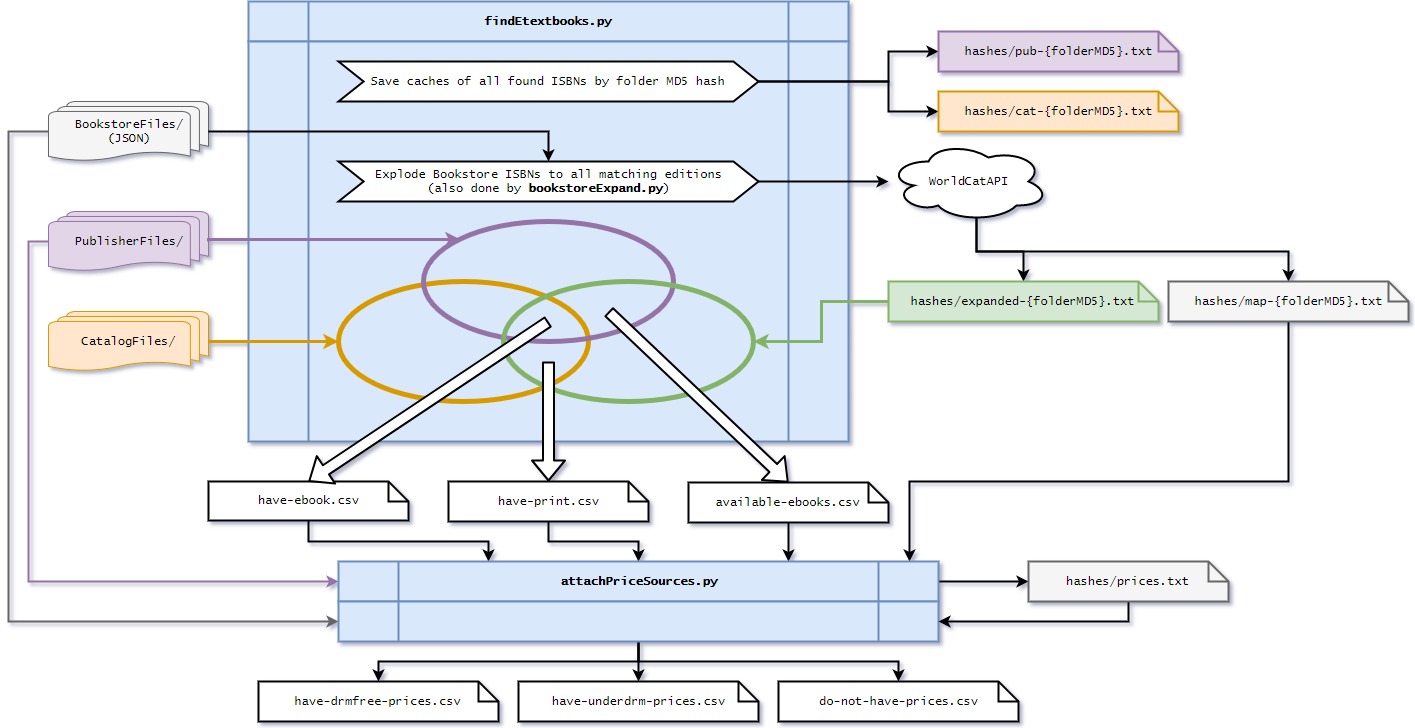 findEtextbooks.py
Save caches of all found ISBNs by folder MD5 hash
hashes/pub-{folderMD5}.txt
hashes/cat-{folderMD5}.txt
BookstoreFiles/
(JSON)
Explode Bookstore ISBNs to all matching editions
(also done by bookstoreExpand.py)
WorldCatAPI
PublisherFiles/
hashes/expanded-{folderMD5}.txt
hashes/map-{folderMD5}.txt
CatalogFiles/
have-ebook.csv
have-print.csv
available-ebooks.csv
attachPriceSources.py
hashes/prices.txt
have-drmfree-prices.csv
have-underdrm-prices.csv
do-not-have-prices.csv